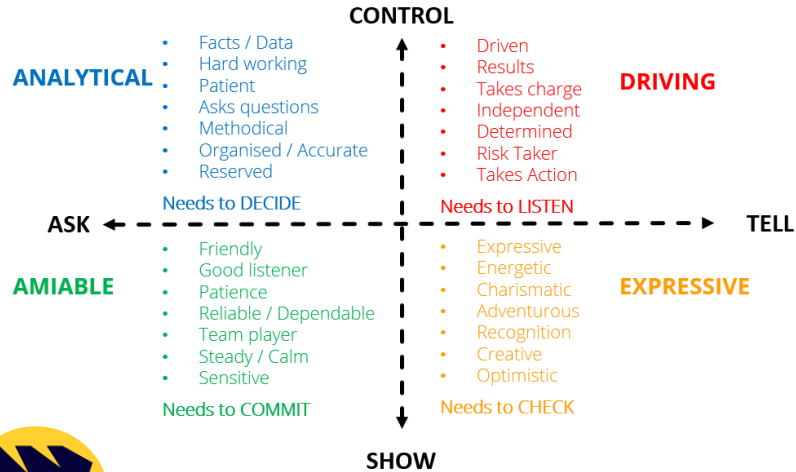 CONTROL
ANALYTICAL
• Facts / Data
• Hard working
• Patient
• Asks questions
• Methodical
• Organised / Accurate
• Reserved
Needs to DECIDE
DRIVING
• Driven
• Results
• Takes charge
• Independent
• Determined
• Risk Taker
• Takes Action
Needs to LISTEN
ASK
TELL
AMIABLE
• Friendly
• Good listener
• Patience
• Reliable / Dependable
• Team player
• Steady / Calm
• Sensitive
Needs to COMMIT
EXPRESSIVE
• Expressive
• Energetic
• Charismatic
• Adventurous
• Recognition
• Creative
• Optimistic
Needs to CHECK
SHOW